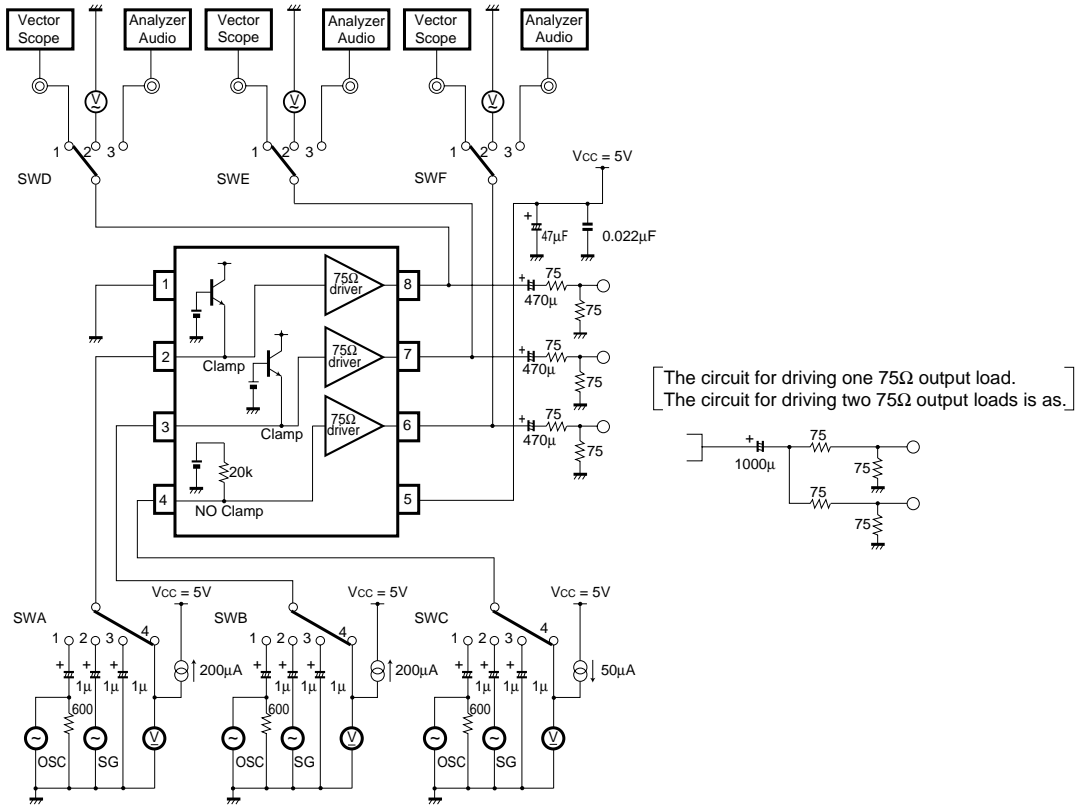 Vector Scope
Analyzer Audio
Vector Scope
Analyzer Audio
Vector Scope
Analyzer Audio
V
V
V
1 2 3
1 2 3
1 2 3
SWD
SWE
SWF
VCC = 5V
+
47μF
0.022μF
1
75Ω driver
8
+
75
470μ
75
2
Clamp
75Ω driver
7
+
75
470μ
75
3
Clamp
75Ω driver
6
+
75
470μ
75
20k
4
NO Clamp
5
The circuit for driving one 75Ω output load.
The circuit for driving two 75Ω output loads is as.
+
1000μ
75
75
75
75
SWA
VCC = 5V
1 2 3 4
+ + +
1μ 1μ
200μA
600
OSC
SG
V
SWB
VCC = 5V
1 2 3 4
+ + +
1μ 1μ
200μA
600
OSC
SG
V
SWC
VCC = 5V
1 2 3 4
+ + +
1μ 1μ
50μA
600
OSC
SG
V